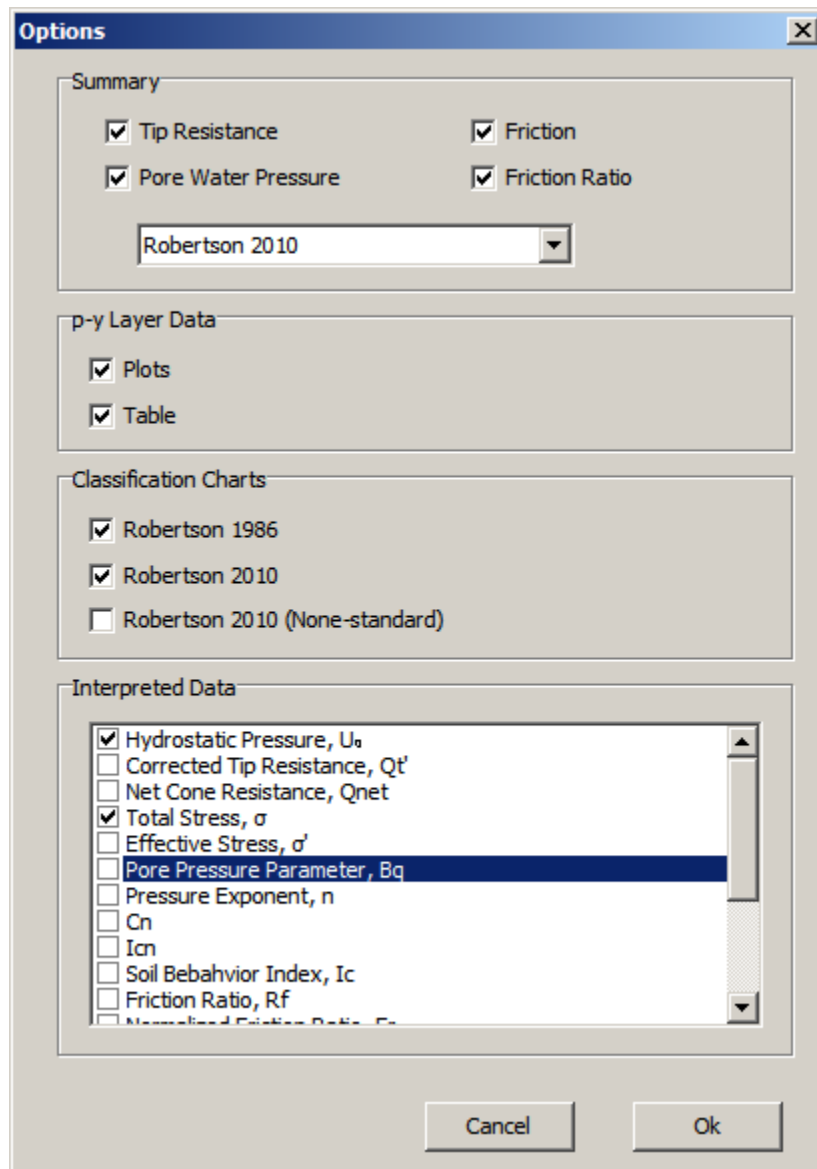 Options
Summary
Tip Resistance
Friction
Pore Water Pressure
Friction Ratio
Robertson 2010
p-y Layer Data
Plots
Table
Classification Charts
Robertson 1986
Robertson 2010
Robertson 2010 (None-standard)
Interpreted Data
Hydrostatic Pressure, U₀
Corrected Tip Resistance, Qt'
Net Cone Resistance, Qnet
Total Stress, σ
Effective Stress, σ'
Pore Pressure Parameter, Bq
Pressure Exponent, n
Cn
Icn
Soil Bebahvior Index, Ic
Friction Ratio, Rf
Cancel
Ok